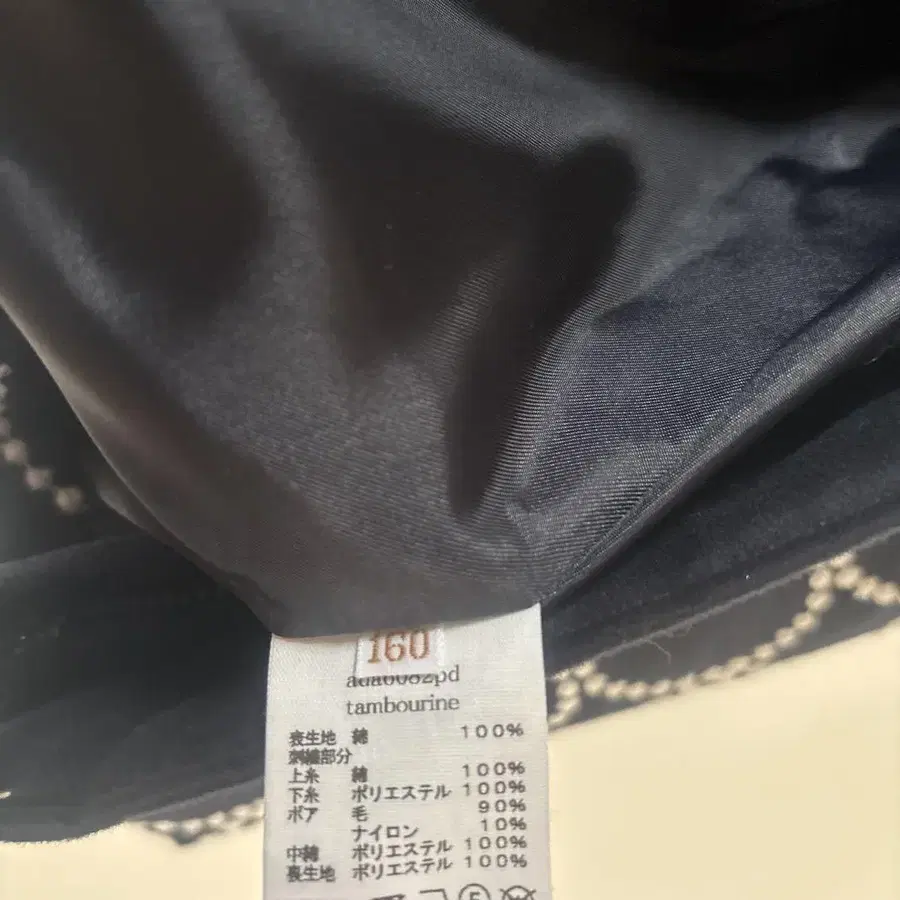 160
ada6082pd
tambourine
表生地 綿 100%
刺繍部分
上糸 綿 100%
下糸 ポリエステル 100%
ボア 毛 90%
ナイロン 10%
中綿 ポリエステル 100%
裏生地 ポリエステル 100%